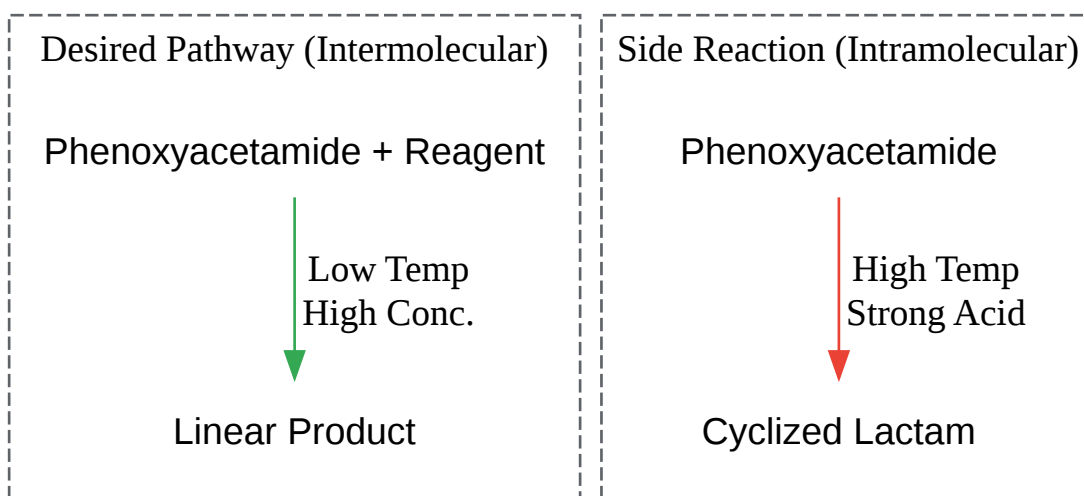 Desired Pathway (Intermolecular)
Phenoxyacetamide + Reagent
Low Temp
High Conc.
Linear Product
Side Reaction (Intramolecular)
Phenoxyacetamide
High Temp
Strong Acid
Cyclized Lactam